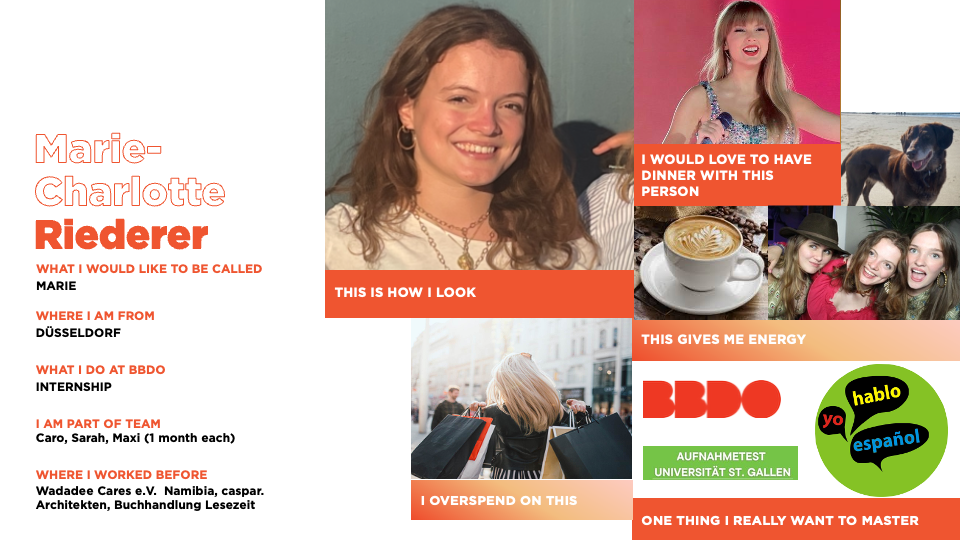 Marie-
Charlotte
Riederer
WHAT I WOULD LIKE TO BE CALLED
MARIE
WHERE I AM FROM
DÜSSELDORF
WHAT I DO AT BBDO
INTERNSHIP
I AM PART OF TEAM
Caro, Sarah, Maxi (1 month each)
WHERE I WORKED BEFORE
Wadadee Cares e.V. Namibia, caspar.
Architekten, Buchhandlung Lesezeit
THIS IS HOW I LOOK
I OVERSPEND ON THIS
I WOULD LOVE TO HAVE
DINNER WITH THIS
PERSON
THIS GIVES ME ENERGY
BBDO
AUFNAHMETEST
UNIVERSITÄT ST. GALLEN
hablo
yo
español
ONE THING I REALLY WANT TO MASTER